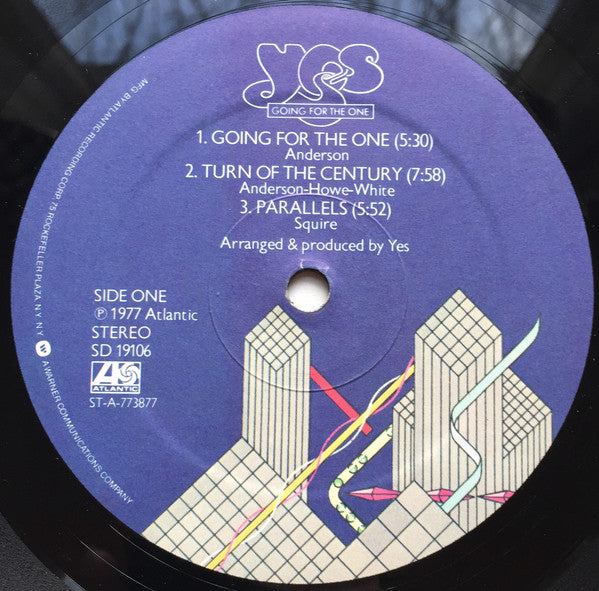 yes
GOING FOR THE ONE
1. GOING FOR THE ONE (5:30)
Anderson
2. TURN OF THE CENTURY (7:58)
Anderson-Howe-White
3. PARALLELS (5:52)
Squire
Arranged & produced by Yes
SIDE ONE
℗ 1977 Atlantic
STEREO
SD 19106
ATLANTIC
ST-A-773877
MFG. BY ATLANTIC RECORDING CORP. 75 ROCKEFELLER PLAZA N.Y. N.Y. W A WARNER COMMUNICATIONS COMPANY